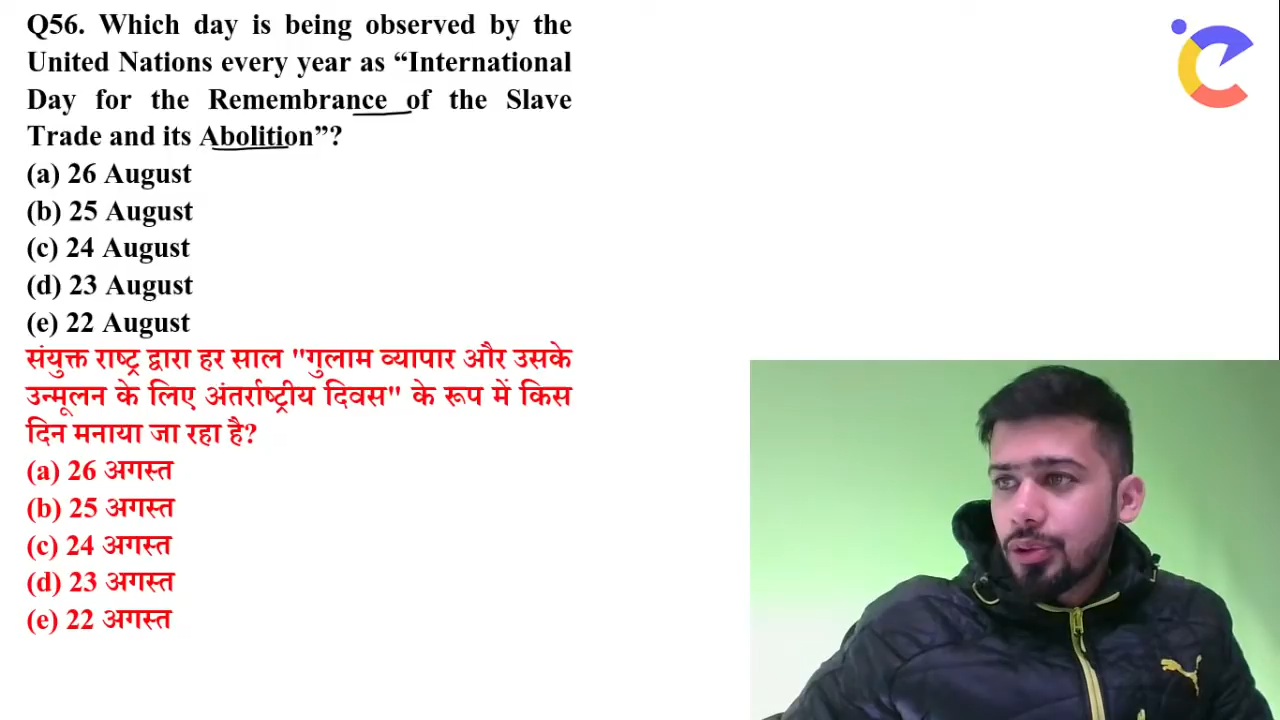 Q56. Which day is being observed by the
United Nations every year as “International
Day for the Remembrance of the Slave
Trade and its Abolition”?
(a) 26 August
(b) 25 August
(c) 24 August
(d) 23 August
(e) 22 August
संयुक्त राष्ट्र द्वारा हर साल "गुलाम व्यापार और उसके
उन्मूलन के लिए अंतर्राष्ट्रीय दिवस" के रूप में किस
दिन मनाया जा रहा है?
(a) 26 अगस्त
(b) 25 अगस्त
(c) 24 अगस्त
(d) 23 अगस्त
(e) 22 अगस्त